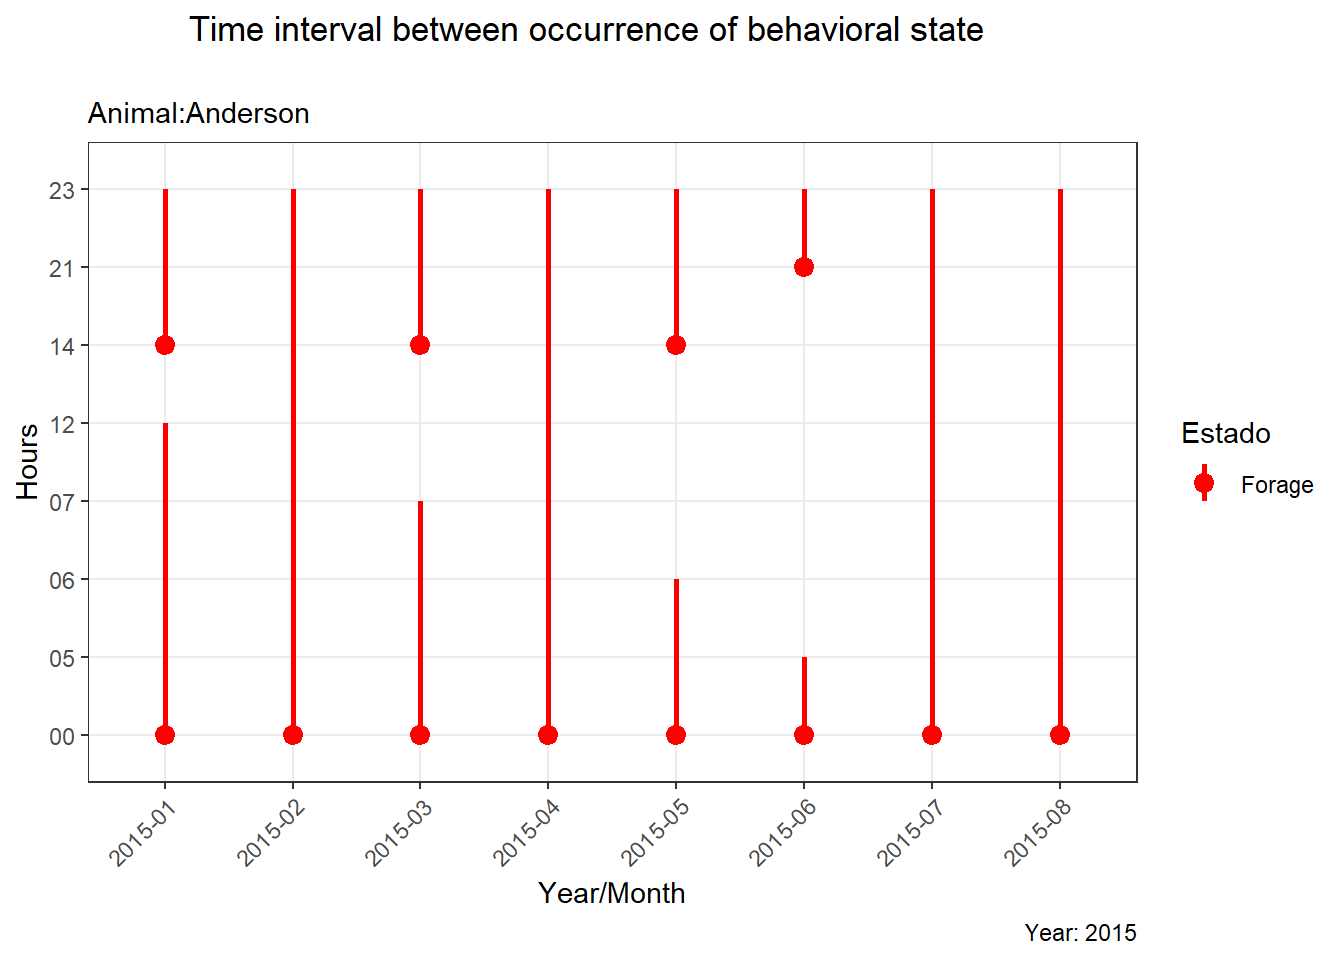 Time interval between occurrence of behavioral state
Animal:Anderson
Hours
23
21
14
12
07
06
05
00
2015-01
2015-02
2015-03
2015-04
2015-05
2015-06
2015-07
2015-08
Year/Month
Estado
Forage
Year: 2015